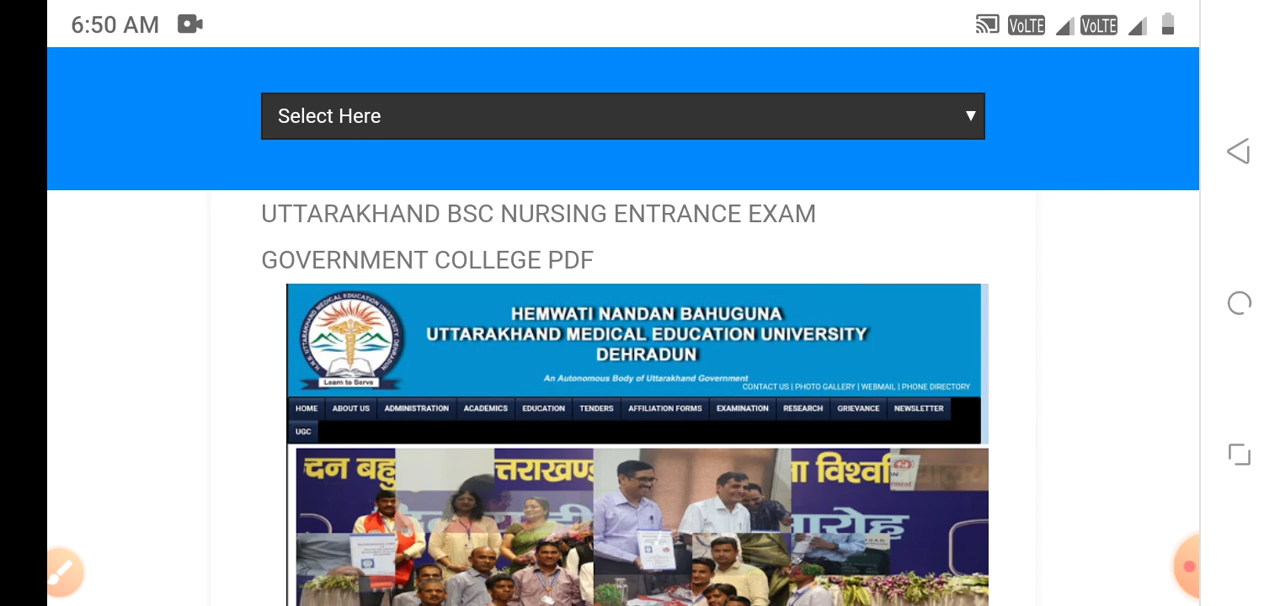 6:50 AM
VoLTE VoLTE
Select Here ▼
UTTARAKHAND BSC NURSING ENTRANCE EXAM
GOVERNMENT COLLEGE PDF
HEMWATI NANDAN BAHUGUNA
UTTARAKHAND MEDICAL EDUCATION UNIVERSITY
DEHRADUN
An Autonomous Body of Uttarakhand Government
CONTACT US | PHOTO GALLERY | WEBMAIL | PHONE DIRECTORY
Learn to Serve
HOME ABOUT US ADMINISTRATION ACADEMICS EDUCATION TENDERS AFFILIATION FORMS EXAMINATION RESEARCH GRIEVANCE NEWSLETTER
UGC